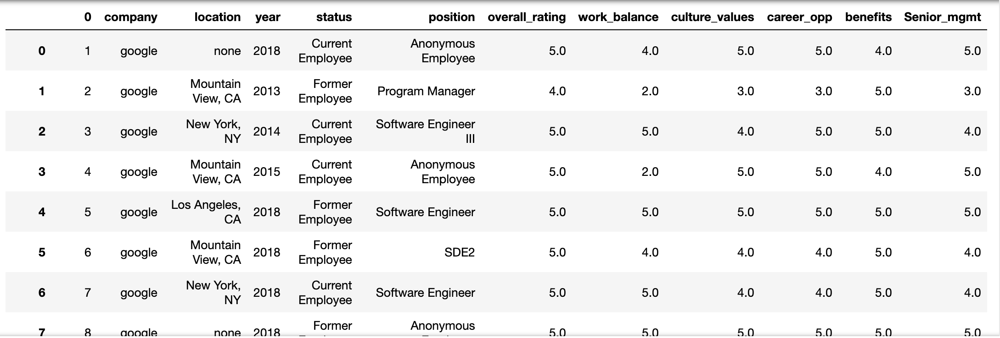 0 company location year status position overall_rating work_balance culture_values career_opp benefits Senior_mgmt
0 1 google none 2018 Current Employee Anonymous Employee 5.0 4.0 5.0 5.0 4.0 5.0
1 2 google Mountain View, CA 2013 Former Employee Program Manager 4.0 2.0 3.0 3.0 5.0 3.0
2 3 google New York, NY 2014 Current Employee Software Engineer III 5.0 5.0 4.0 5.0 5.0 4.0
3 4 google Mountain View, CA 2015 Current Employee Anonymous Employee 5.0 2.0 5.0 5.0 4.0 5.0
4 5 google Los Angeles, CA 2018 Former Employee Software Engineer 5.0 5.0 5.0 5.0 5.0 5.0
5 6 google Mountain View, CA 2018 Former Employee SDE2 5.0 4.0 4.0 4.0 5.0 4.0
6 7 google New York, NY 2018 Current Employee Software Engineer 5.0 5.0 4.0 4.0 5.0 4.0
7 8 google none 2018 Former Anonymous 5.0 5.0 5.0 5.0 5.0 5.0